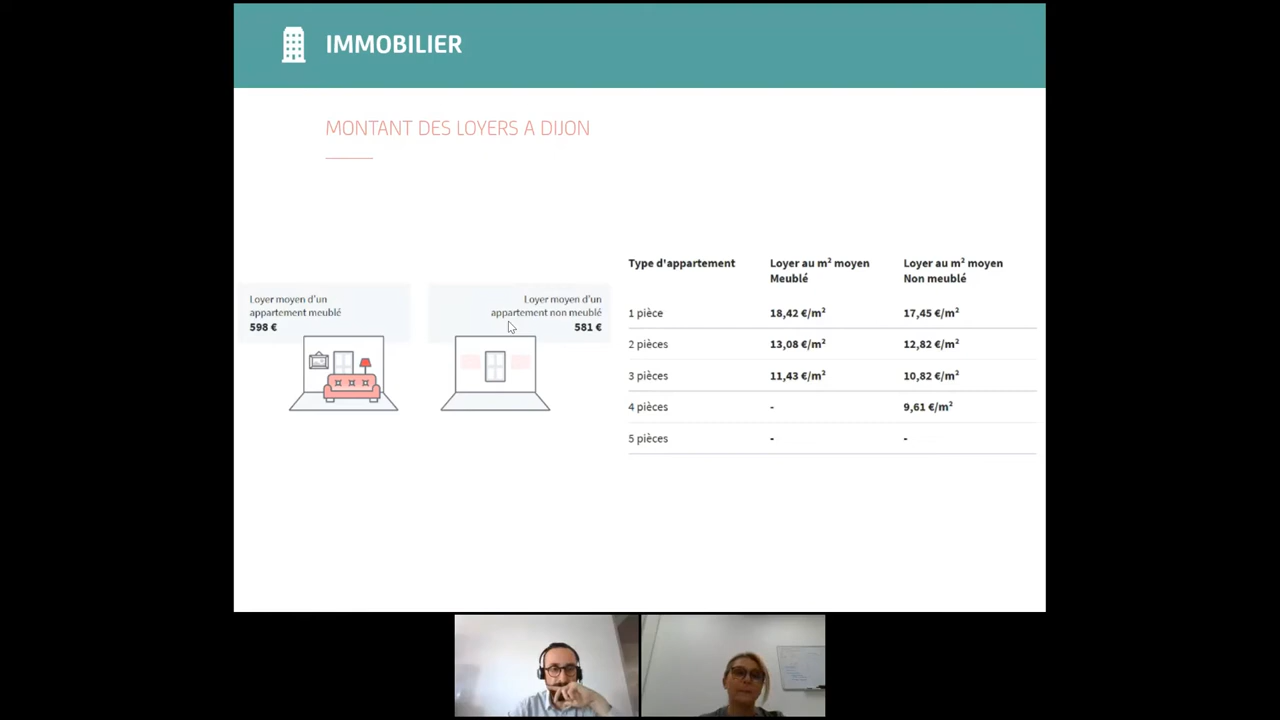 IMMOBILIER
MONTANT DES LOYERS A DIJON
Loyer moyen d'un
appartement meublé
598 €
Loyer moyen d'un
appartement non meublé
581 €
Type d'appartement Loyer au m² moyen Loyer au m² moyen
Meublé Non meublé
1 pièce 18,42 €/m² 17,45 €/m²
2 pièces 13,08 €/m² 12,82 €/m²
3 pièces 11,43 €/m² 10,82 €/m²
4 pièces - 9,61 €/m²
5 pièces - -